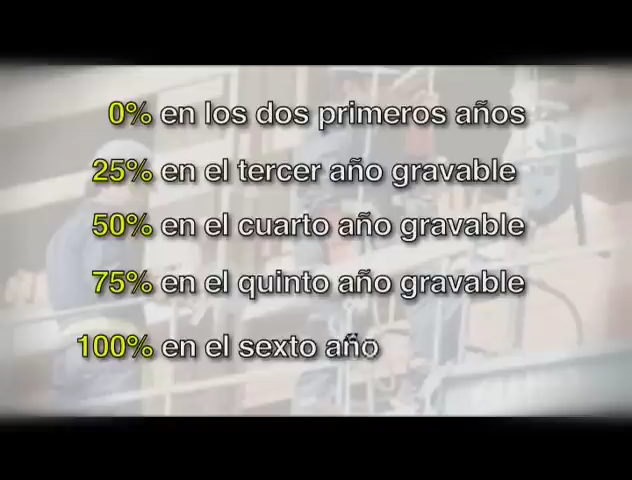 0% en los dos primeros años
25% en el tercer año gravable
50% en el cuarto año gravable
75% en el quinto año gravable
100% en el sexto año